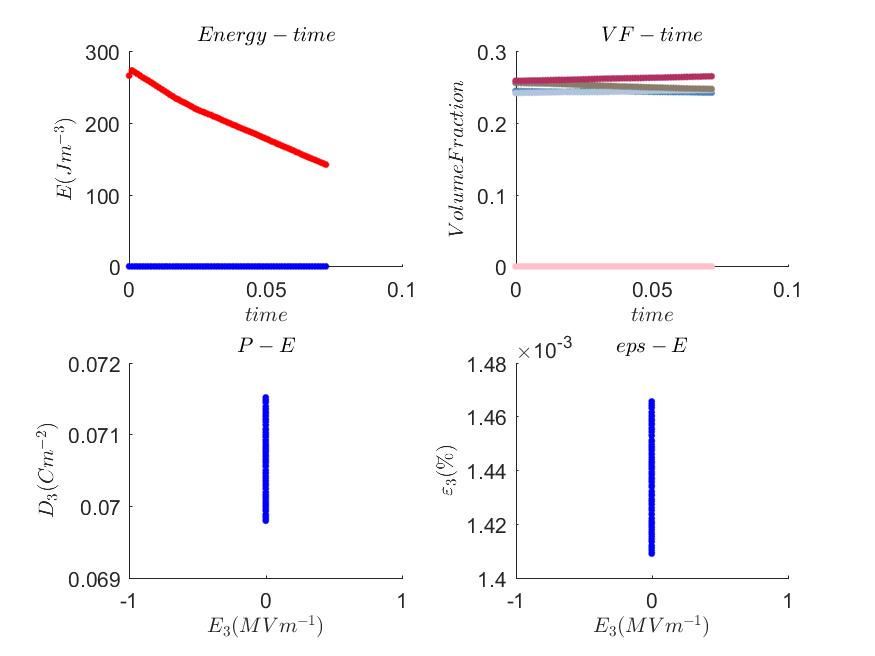 Energy − time
300
200
100
0
E(Jm⁻³)
0
0.05
0.1
time
VF − time
0.3
0.2
0.1
0
VolumeFraction
0
0.05
0.1
time
P − E
0.072
0.071
0.07
0.069
D₃(Cm⁻²)
-1
0
1
E₃(MVm⁻¹)
×10⁻³
eps − E
1.48
1.46
1.44
1.42
1.4
ε₃(%)
-1
0
1
E₃(MVm⁻¹)